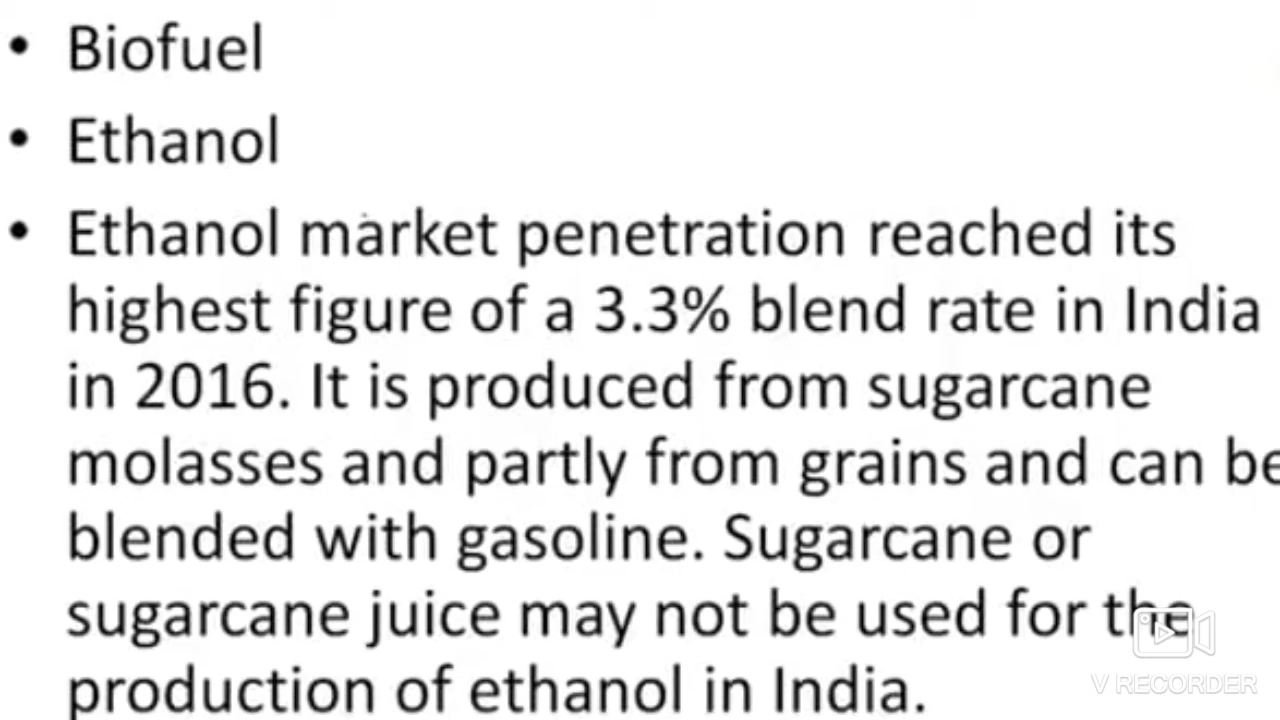 • Biofuel
• Ethanol
• Ethanol market penetration reached its
highest figure of a 3.3% blend rate in India
in 2016. It is produced from sugarcane
molasses and partly from grains and can be
blended with gasoline. Sugarcane or
sugarcane juice may not be used for the
production of ethanol in India.
V RECORDER